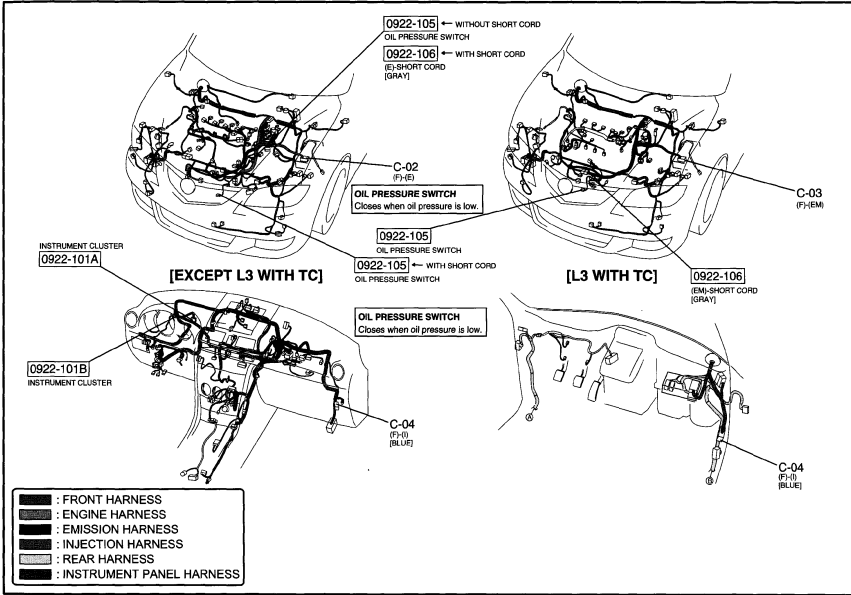 0922-105 ← WITHOUT SHORT CORD
OIL PRESSURE SWITCH
0922-106 ← WITH SHORT CORD
(E)-SHORT CORD
[GRAY]
C-02
(F)-(E)
OIL PRESSURE SWITCH
Closes when oil pressure is low.
C-03
(F)-(EM)
0922-105
OIL PRESSURE SWITCH
INSTRUMENT CLUSTER
0922-101A
0922-105 ← WITH SHORT CORD
OIL PRESSURE SWITCH
[EXCEPT L3 WITH TC]
[L3 WITH TC]
0922-106
(EM)-SHORT CORD
[GRAY]
OIL PRESSURE SWITCH
Closes when oil pressure is low.
0922-101B
INSTRUMENT CLUSTER
C-04
(F)-(I)
[BLUE]
A
C-04
(F)-(I)
[BLUE]
: FRONT HARNESS
: ENGINE HARNESS
: EMISSION HARNESS
: INJECTION HARNESS
: REAR HARNESS
: INSTRUMENT PANEL HARNESS